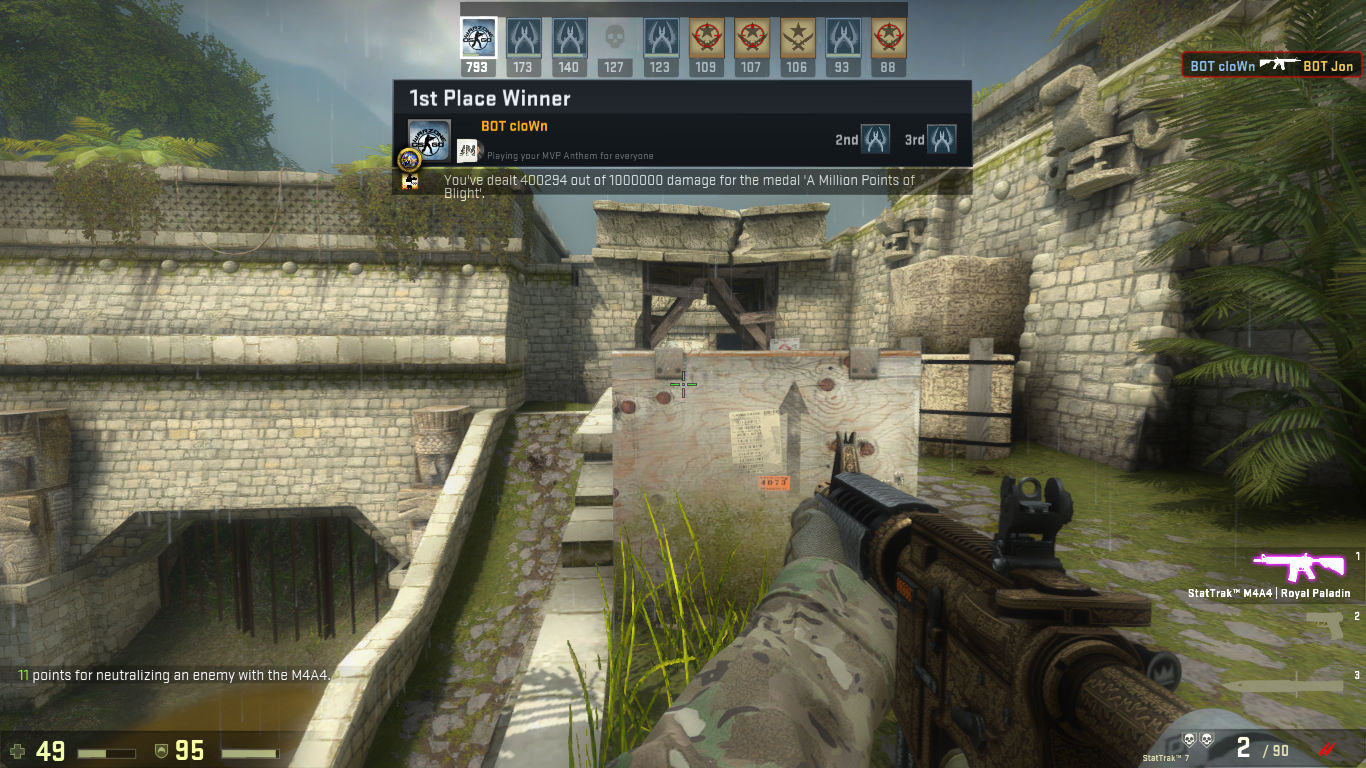 793 173 140 127 123 109 107 106 93 88
BOT cloWn BOT Jon
1st Place Winner
BOT cloWn
2nd 3rd
Playing your MVP Anthem for everyone
You've dealt 400294 out of 1000000 damage for the medal 'A Million Points of
Blight'.
4073
1
StatTrak™ M4A4 | Royal Paladin
2
3
11 points for neutralizing an enemy with the M4A4.
49 95
StatTrak™ 7
2 / 90